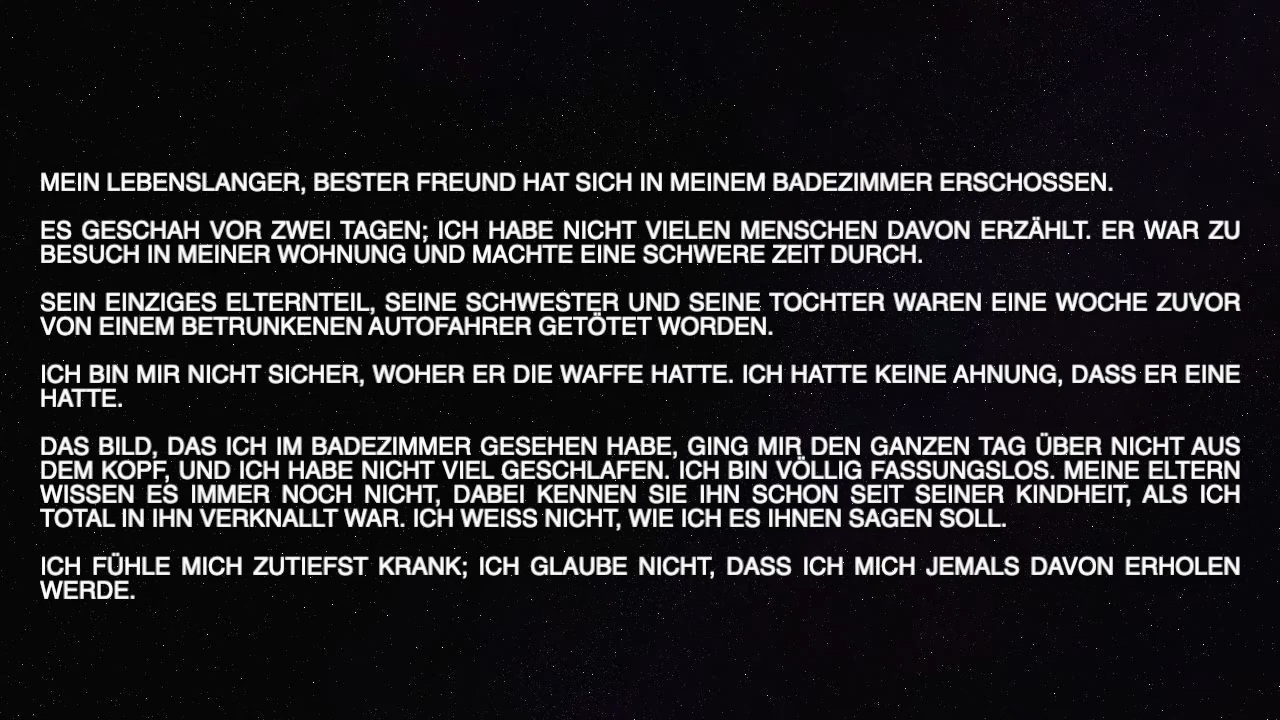 MEIN LEBENSLANGER, BESTER FREUND HAT SICH IN MEINEM BADEZIMMER ERSCHOSSEN.
ES GESCHAH VOR ZWEI TAGEN; ICH HABE NICHT VIELEN MENSCHEN DAVON ERZÄHLT. ER WAR ZU
BESUCH IN MEINER WOHNUNG UND MACHTE EINE SCHWERE ZEIT DURCH.
SEIN EINZIGES ELTERNTEIL, SEINE SCHWESTER UND SEINE TOCHTER WAREN EINE WOCHE ZUVOR
VON EINEM BETRUNKENEN AUTOFAHRER GETÖTET WORDEN.
ICH BIN MIR NICHT SICHER, WOHER ER DIE WAFFE HATTE. ICH HATTE KEINE AHNUNG, DASS ER EINE
HATTE.
DAS BILD, DAS ICH IM BADEZIMMER GESEHEN HABE, GING MIR DEN GANZEN TAG ÜBER NICHT AUS
DEM KOPF, UND ICH HABE NICHT VIEL GESCHLAFEN. ICH BIN VÖLLIG FASSUNGSLOS. MEINE ELTERN
WISSEN ES IMMER NOCH NICHT, DABEI KENNEN SIE IHN SCHON SEIT SEINER KINDHEIT, ALS ICH
TOTAL IN IHN VERKNALLT WAR. ICH WEISS NICHT, WIE ICH ES IHNEN SAGEN SOLL.
ICH FÜHLE MICH ZUTIEFST KRANK; ICH GLAUBE NICHT, DASS ICH MICH JEMALS DAVON ERHOLEN
WERDE.